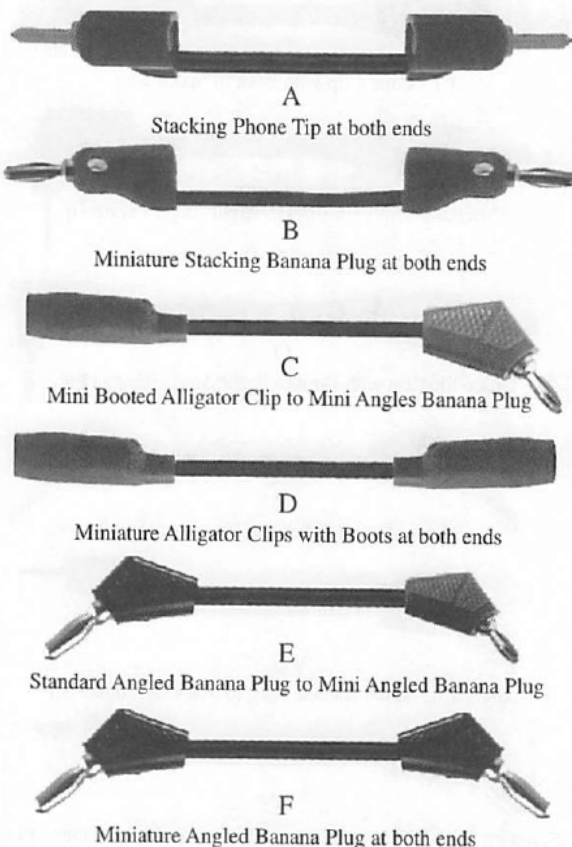 A
Stacking Phone Tip at both ends
B
Miniature Stacking Banana Plug at both ends
C
Mini Booted Alligator Clip to Mini Angles Banana Plug
D
Miniature Alligator Clips with Boots at both ends
E
Standard Angled Banana Plug to Mini Angled Banana Plug
F
Miniature Angled Banana Plug at both ends